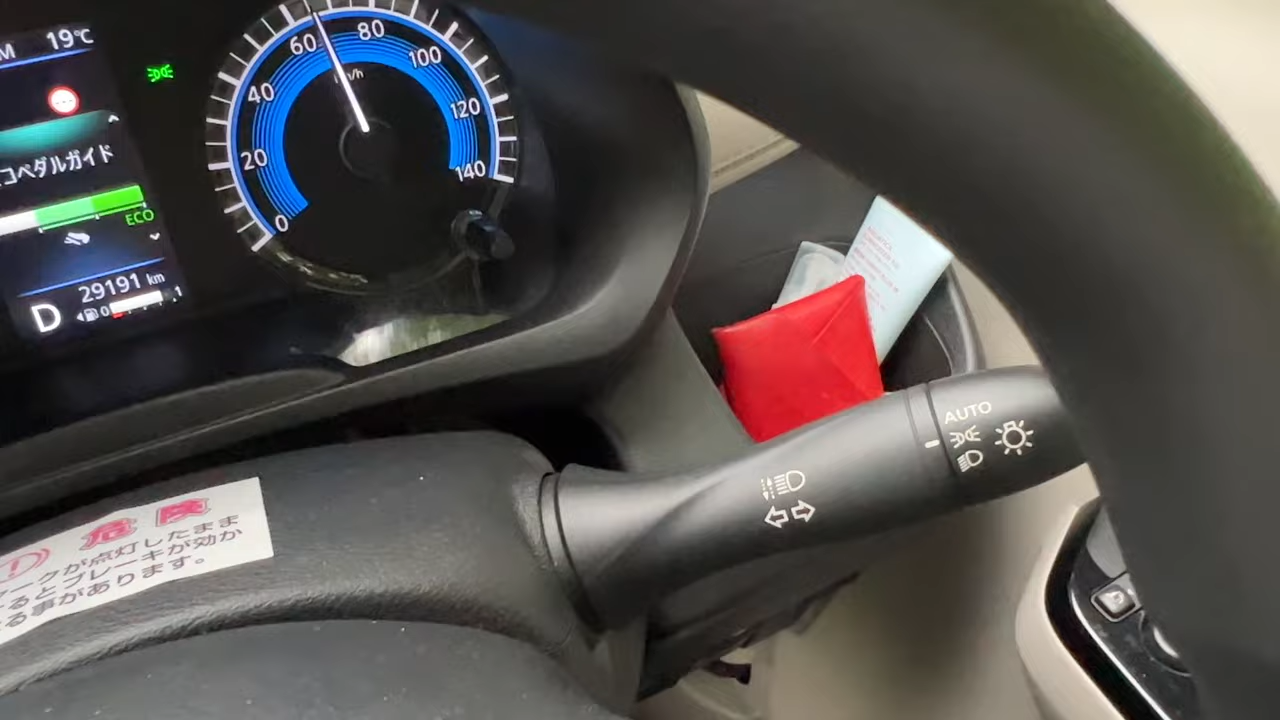 M 19℃
コペダルガイド
ECO
29191 km
D
0 1
0
20
40
60
80
100
120
140
km/h
AUTO
危険
ークが点灯したまま
るとブレーキが効か
る事があります。